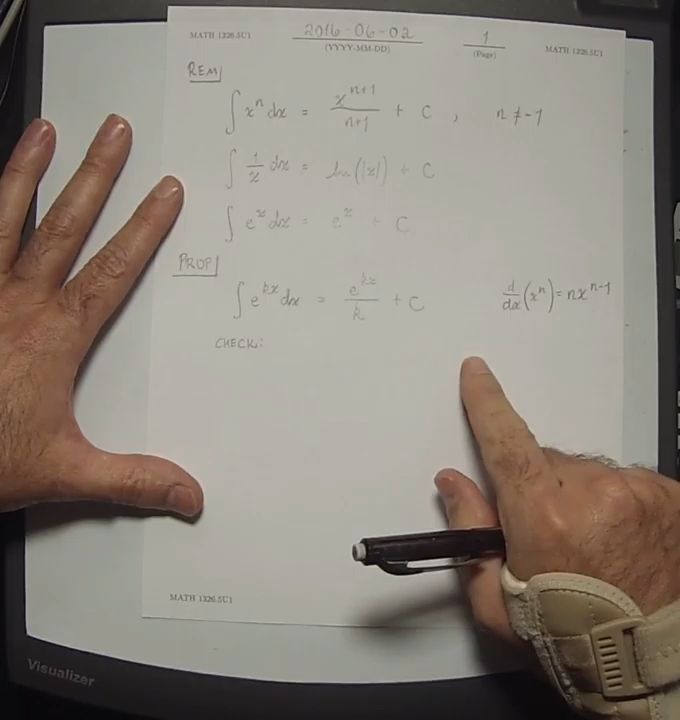 MATH 1326.5U1 2016-06-02 1 MATH 1326.5U1
(YYYY-MM-DD) (Page)
REM
∫ xⁿ dx = xⁿ⁺¹/n+1 + C , n ≠ -1
∫ 1/x dx = ln(|x|) + C
∫ eˣ dx = eˣ + C
PROP
∫ eᵏˣ dx = eᵏˣ/k + C d/dx (xⁿ) = nxⁿ⁻¹
CHECK:
MATH 1326.5U1
Visualizer